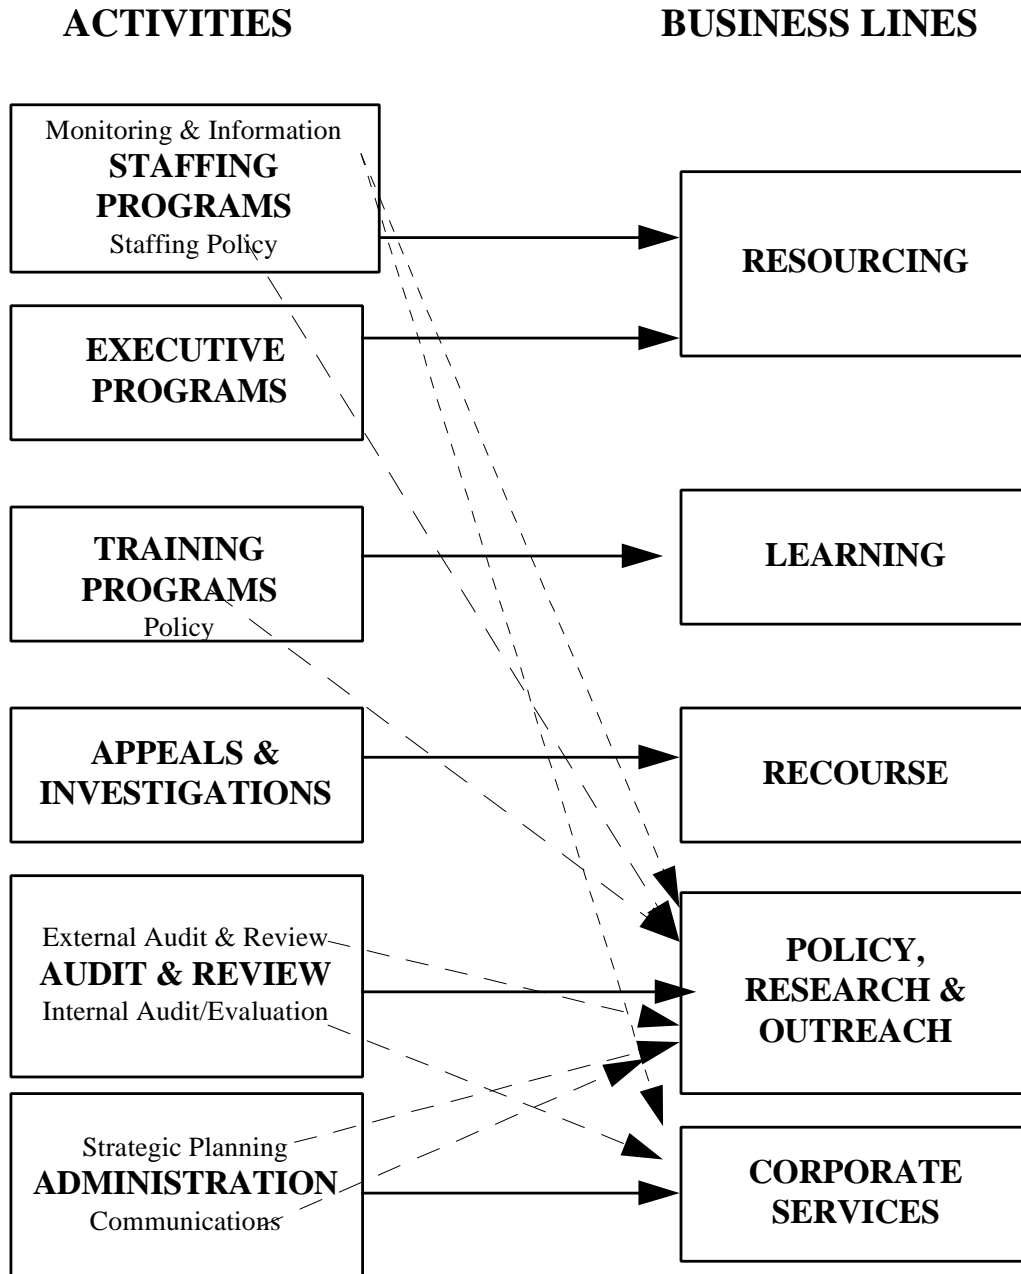 ACTIVITIES
BUSINESS LINES
Monitoring & Information
STAFFING
PROGRAMS
Staffing Policy
RESOURCING
EXECUTIVE
PROGRAMS
TRAINING
PROGRAMS
Policy
LEARNING
APPEALS &
INVESTIGATIONS
RECOURSE
External Audit & Review
AUDIT & REVIEW
Internal Audit/Evaluation
POLICY,
RESEARCH &
OUTREACH
Strategic Planning
ADMINISTRATION
Communications
CORPORATE
SERVICES